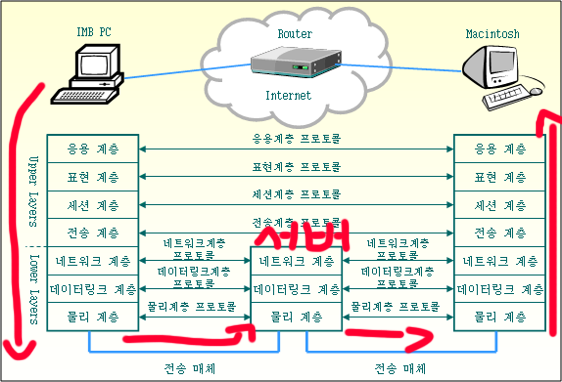 IMB PC
Router
Macintosh
Internet
Upper Layers
Lower Layers
응용 계층
표현 계층
세션 계층
전송 계층
네트워크 계층
데이터링크 계층
물리 계층
응용계층 프로토콜
표현계층 프로토콜
세션계층 프로토콜
전송계층 프로토콜
네트워크계층
프로토콜
데이터링크계층
프로토콜
물리계층 프로토콜
서버
네트워크 계층
데이터링크 계층
물리 계층
네트워크계층
프로토콜
데이터링크계층
프로토콜
물리계층 프로토콜
응용 계층
표현 계층
세션 계층
전송 계층
네트워크 계층
데이터링크 계층
물리 계층
전송 매체
전송 매체